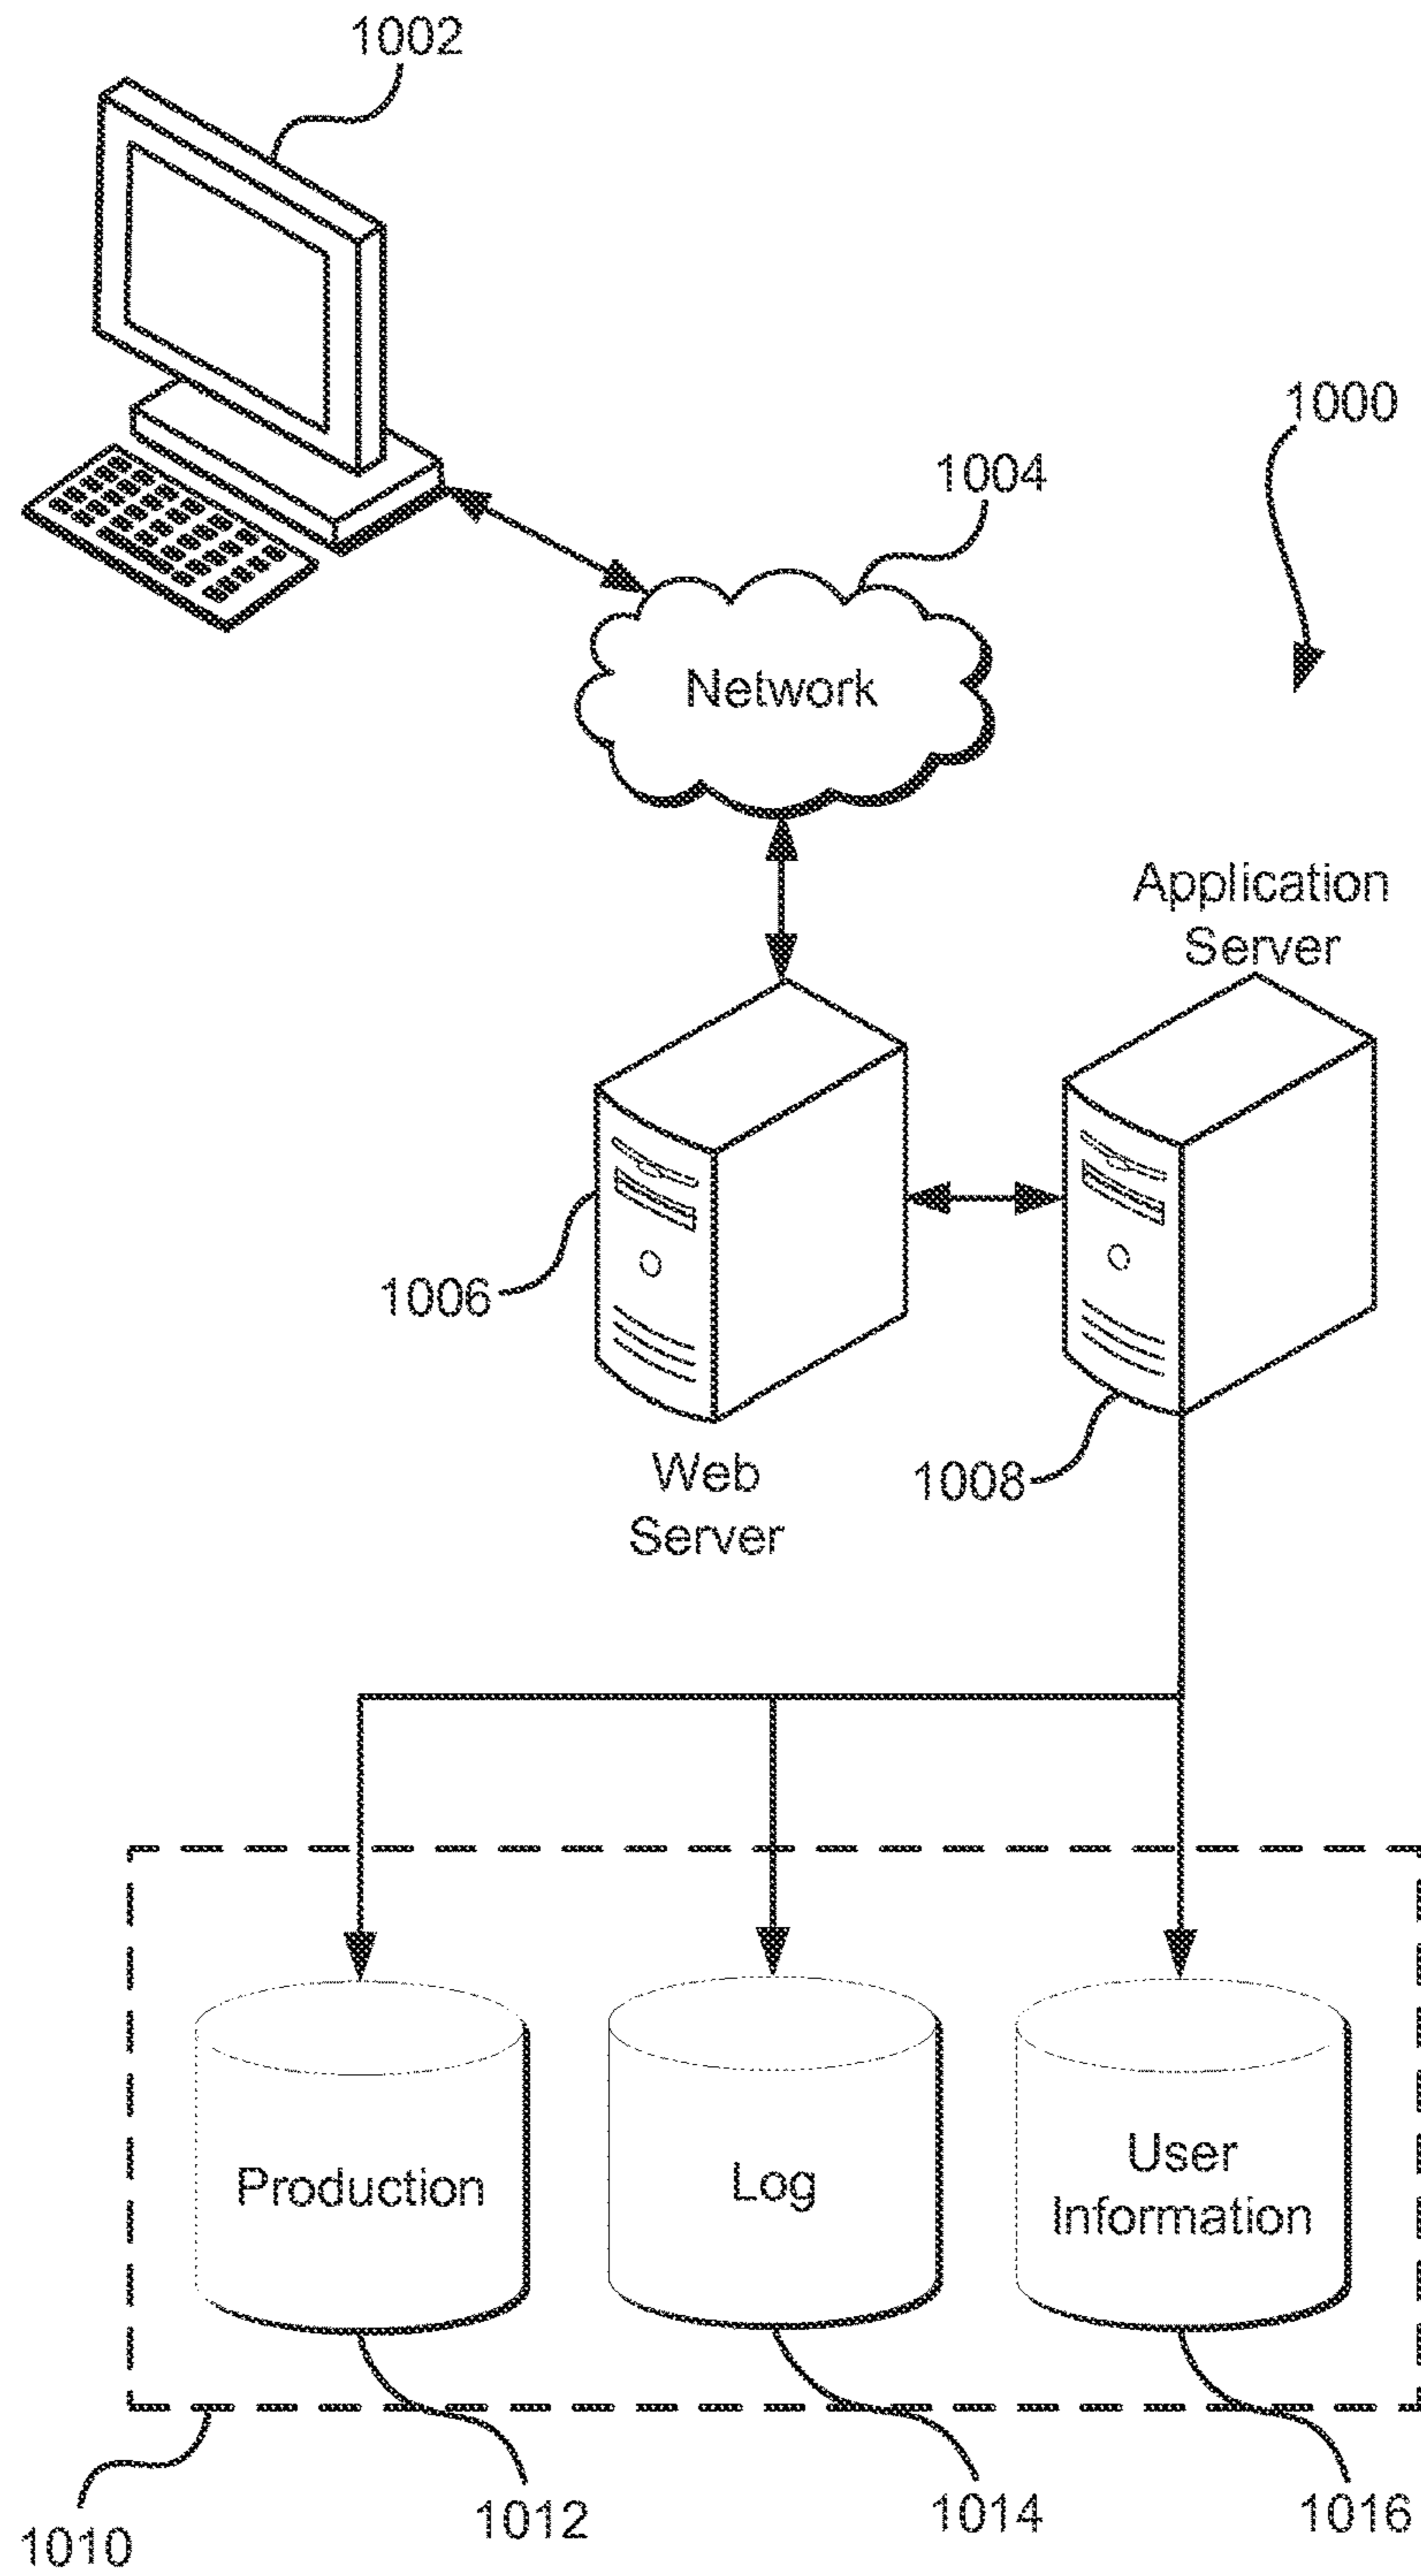 1002
1000
1004
Network
Application
Server
1006
Web
Server
1008
Production
Log
User
Information
1010
1012
1014
1016